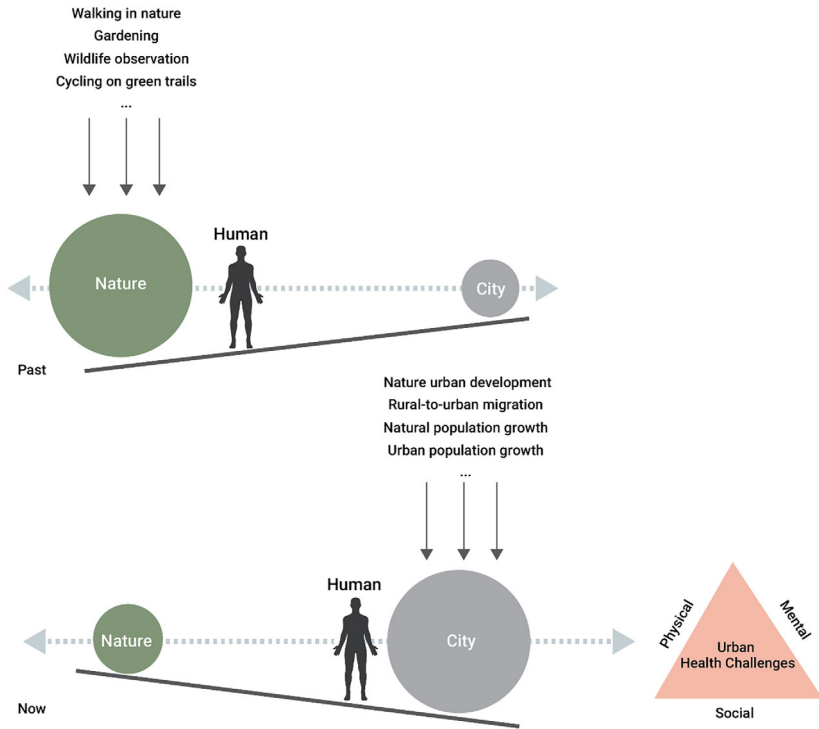 Walking in nature
Gardening
Wildlife observation
Cycling on green trails
...
Human
Nature
City
Past
Nature urban development
Rural-to-urban migration
Natural population growth
Urban population growth
...
Human
Nature
City
Now
Physical
Mental
Urban
Health Challenges
Social